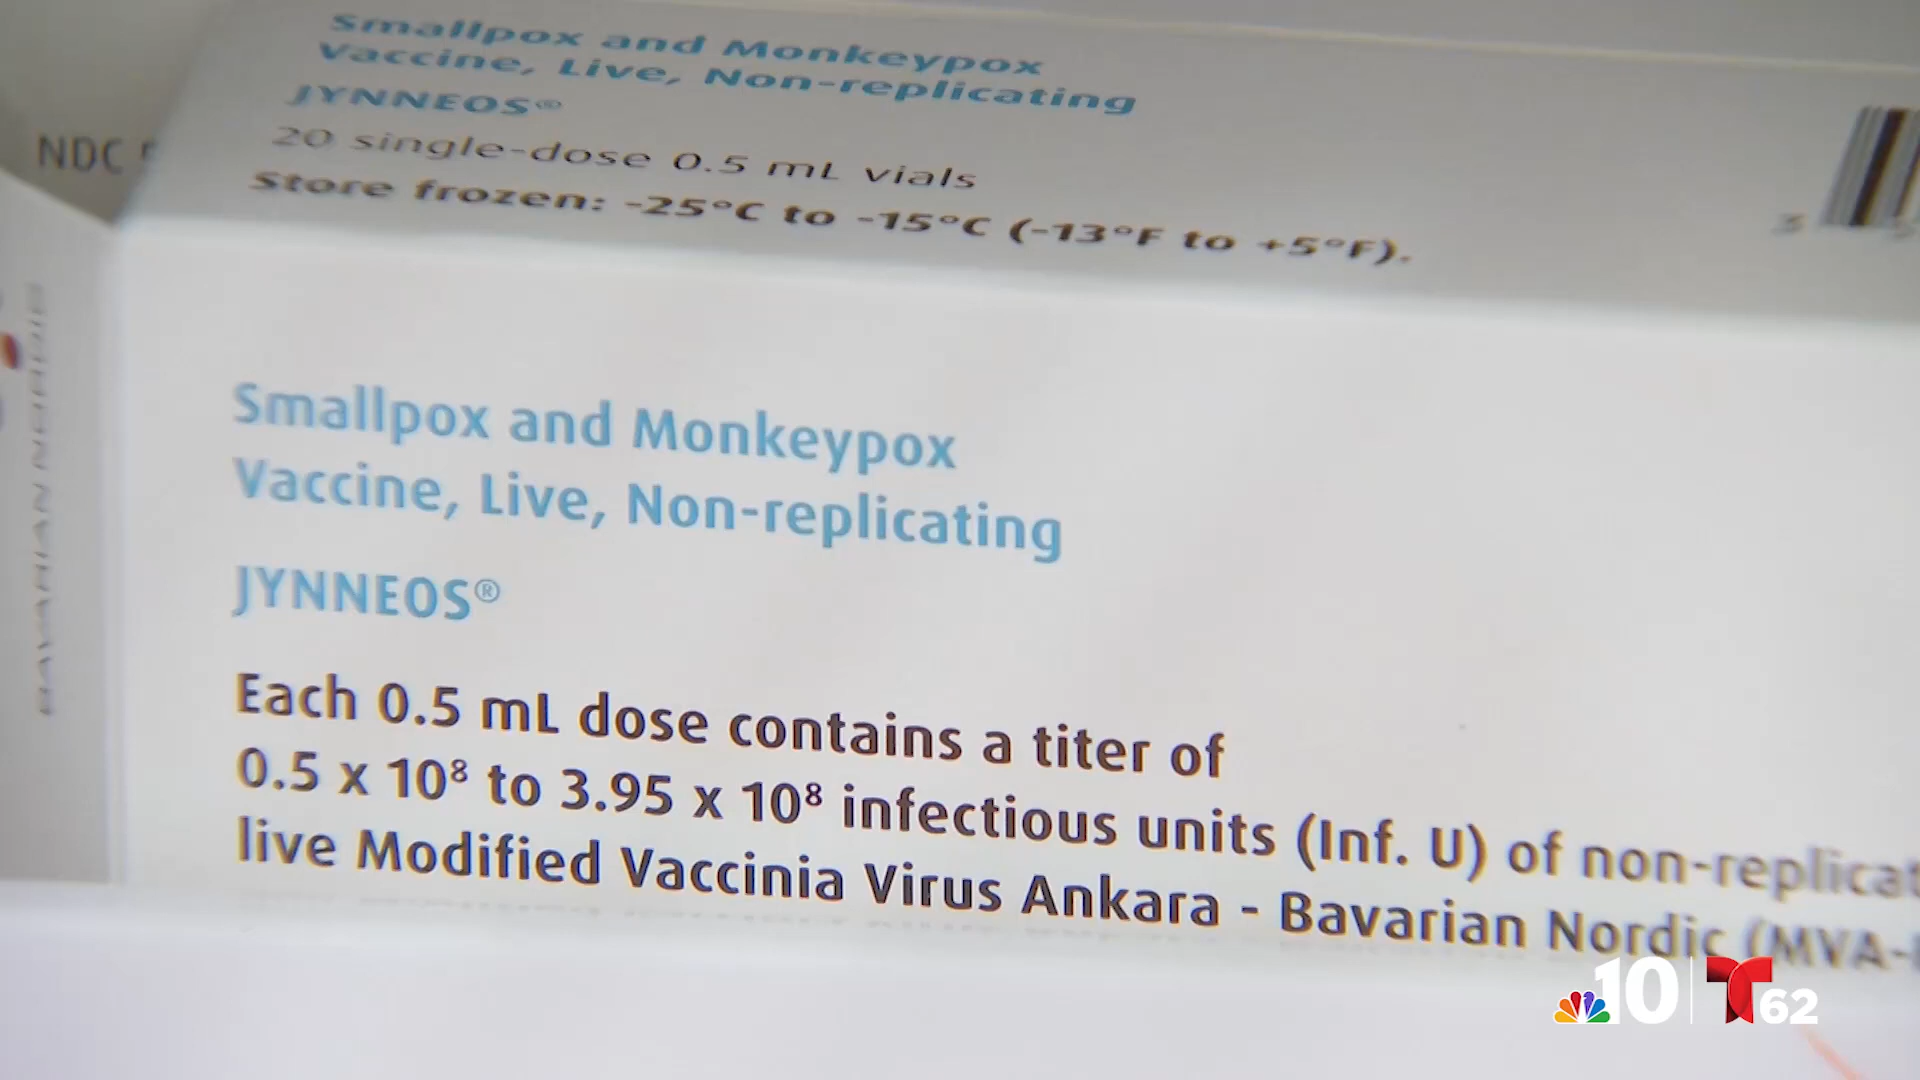 Smallpox and Monkeypox
Vaccine, Live, Non-replicating
JYNNEOS®
20 single-dose 0.5 mL vials
Store frozen: -25°C to -15°C (-13°F to +5°F).
NDC
BAVARIAN NORDIC
Smallpox and Monkeypox
Vaccine, Live, Non-replicating
JYNNEOS®
Each 0.5 mL dose contains a titer of
0.5 x 10⁸ to 3.95 x 10⁸ infectious units (Inf. U) of non-replicat
live Modified Vaccinia Virus Ankara - Bavarian Nordic (MVA-
10 T 62